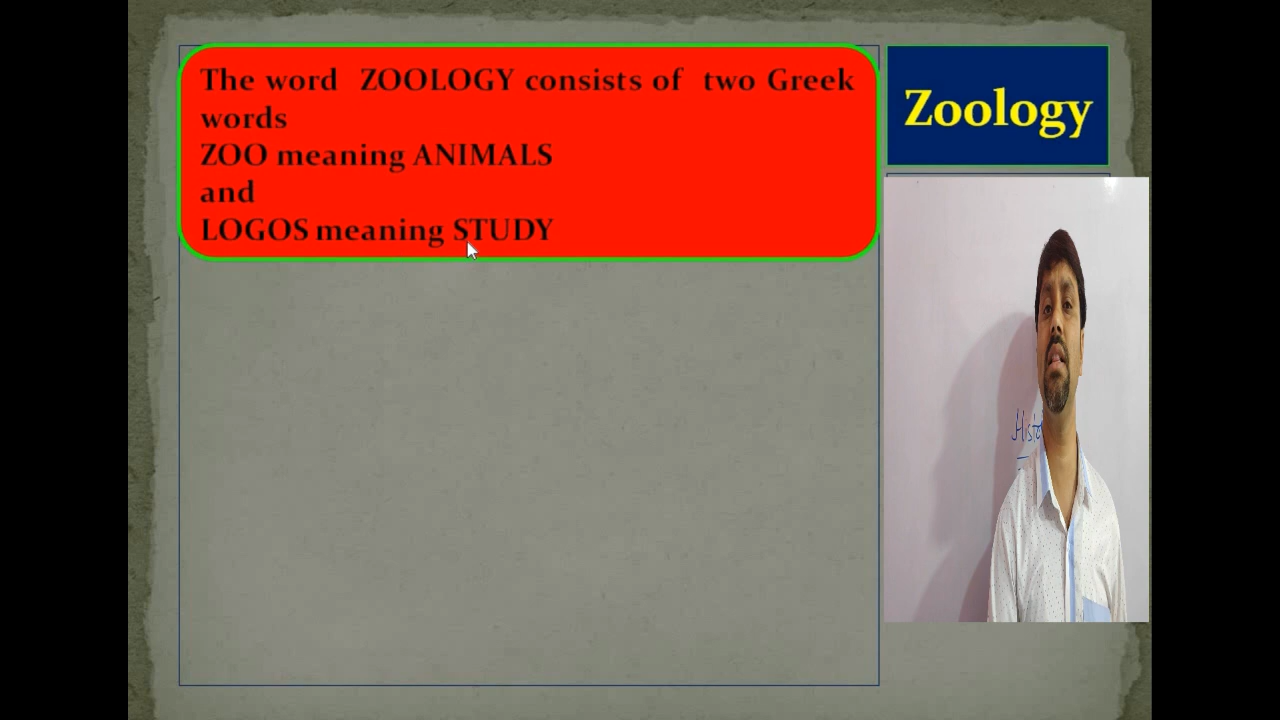 The word ZOOLOGY consists of two Greek
words
ZOO meaning ANIMALS
and
LOGOS meaning STUDY
Zoology